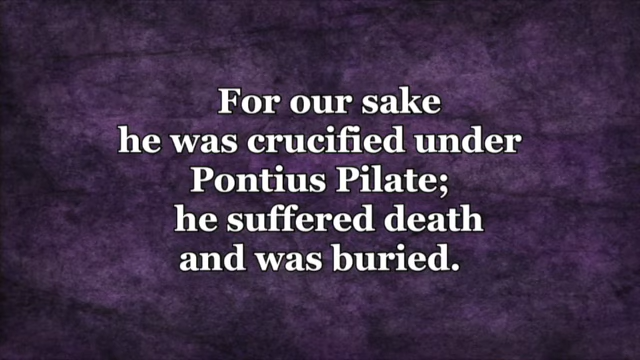 For our sake
he was crucified under
Pontius Pilate;
he suffered death
and was buried.